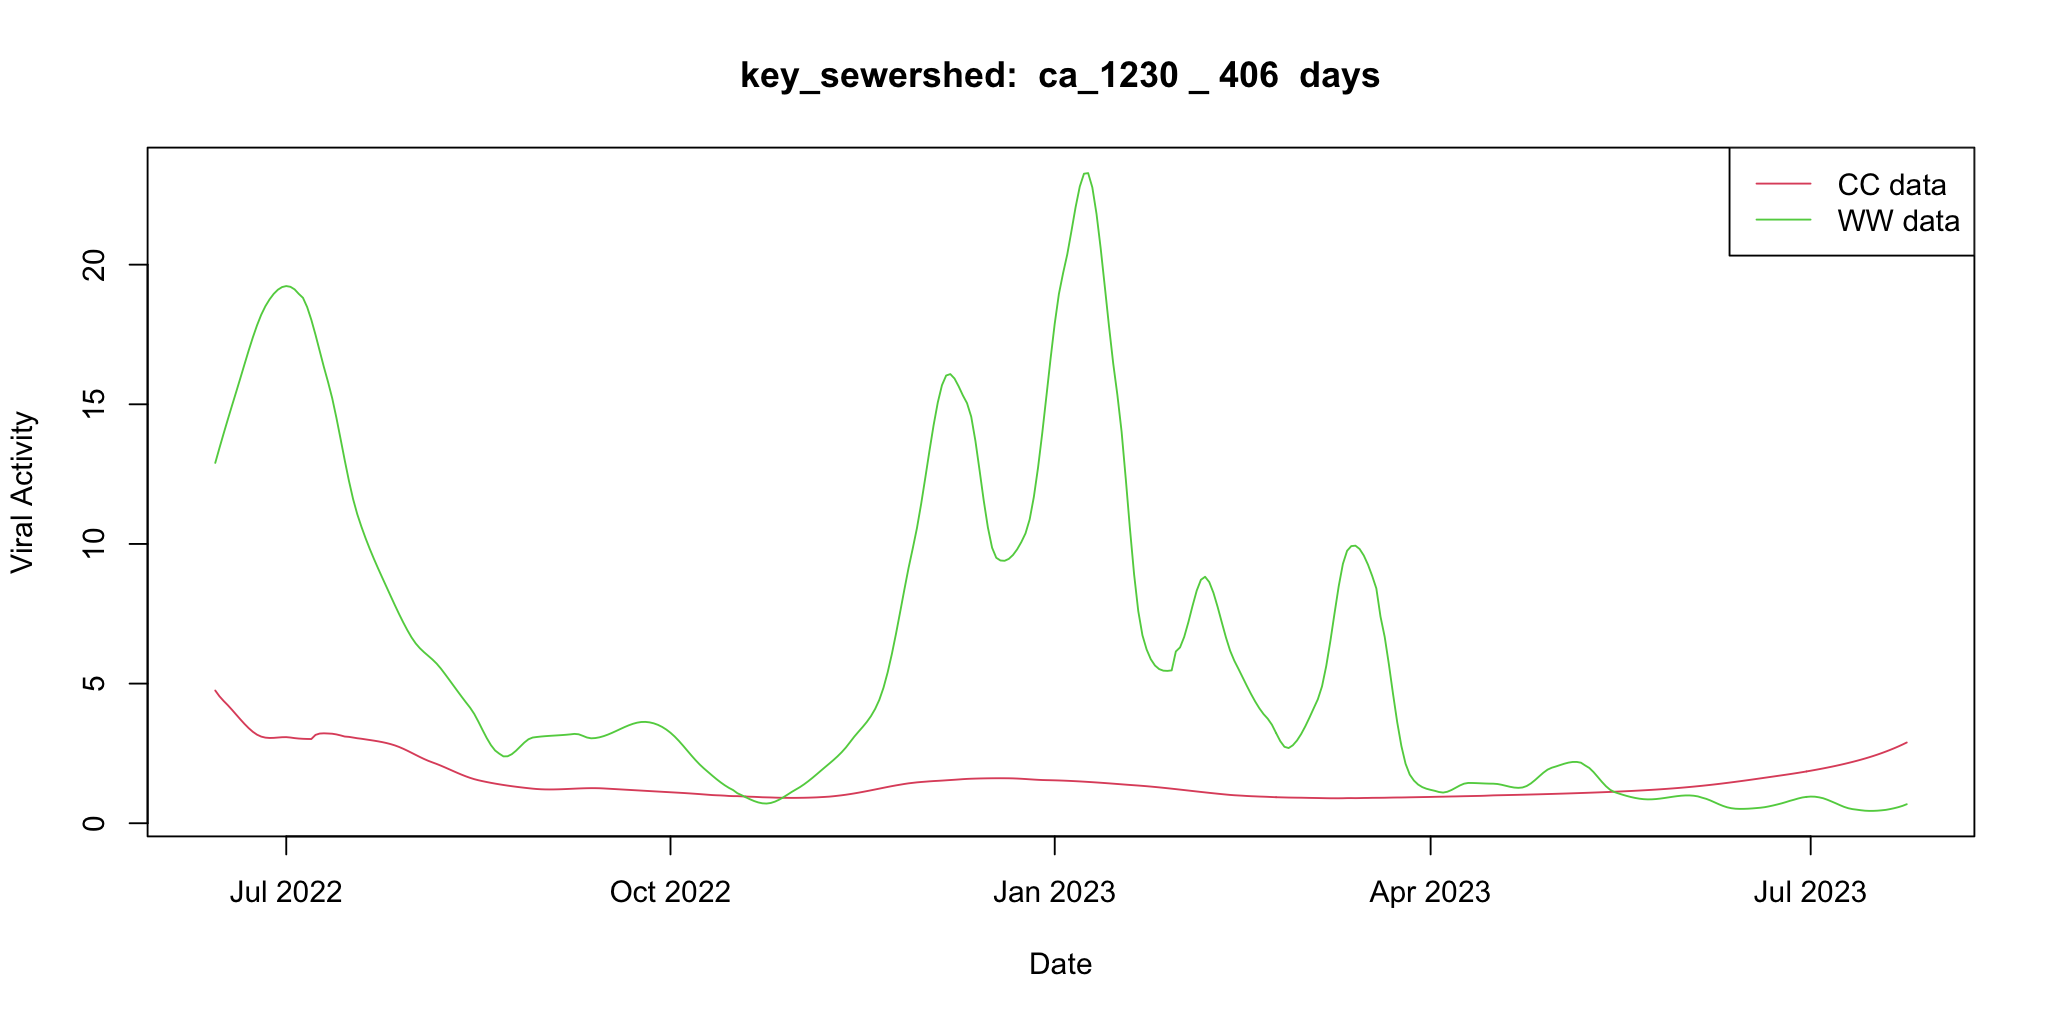 key_sewershed:  ca_1230 _ 406  days
CC data
WW data
Viral Activity
20
15
10
5
0
Jul 2022
Oct 2022
Jan 2023
Apr 2023
Jul 2023
Date